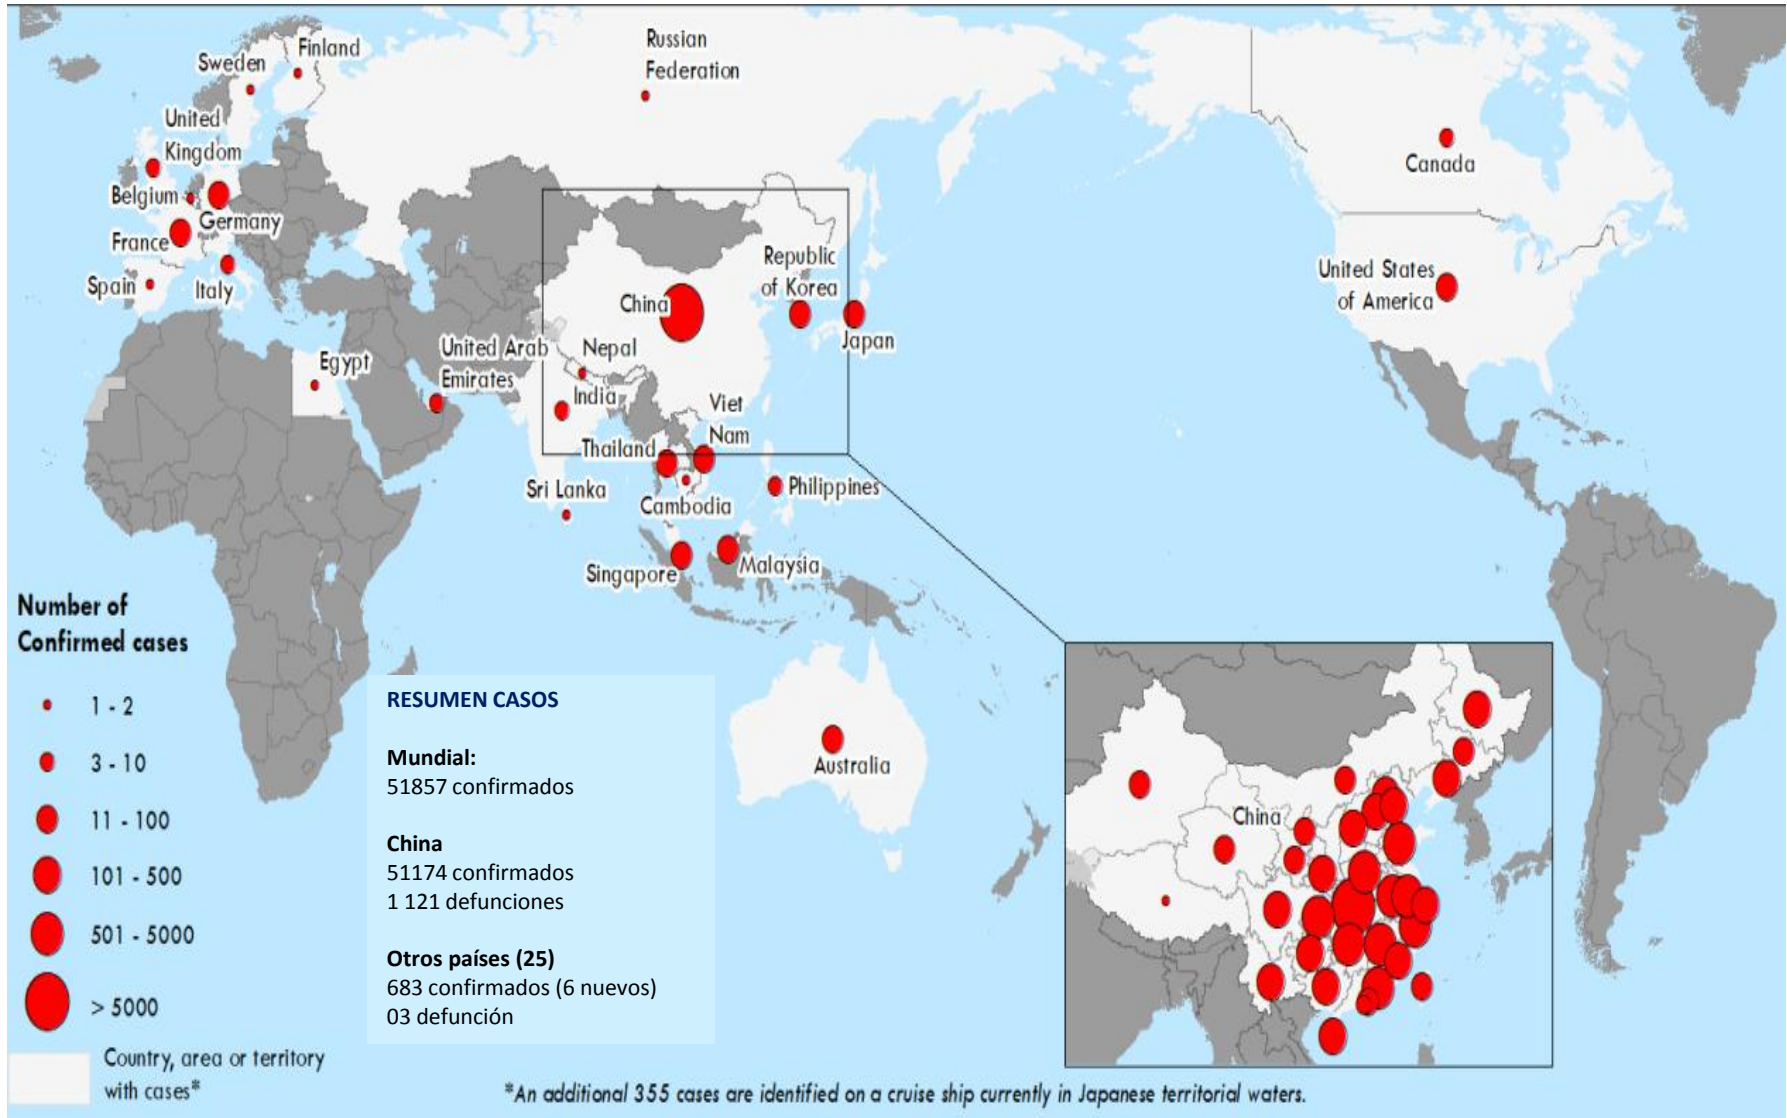 Finland
Sweden
Russian
Federation
United
Kingdom
Belgium
Germany
France
Spain
Italy
Canada
United States
of America
Republic
of Korea
China
Japan
Egypt
United Arab
Emirates
Nepal
India
Viet
Nam
Thailand
Sri Lanka
Cambodia
Philippines
Singapore
Malaysia
Australia
China
Number of
Confirmed cases
1 - 2
3 - 10
11 - 100
101 - 500
501 - 5000
> 5000
Country, area or territory
with cases*
RESUMEN CASOS
Mundial:
51857 confirmados
China
51174 confirmados
1 121 defunciones
Otros países (25)
683 confirmados (6 nuevos)
03 defunción
*An additional 355 cases are identified on a cruise ship currently in Japanese territorial waters.